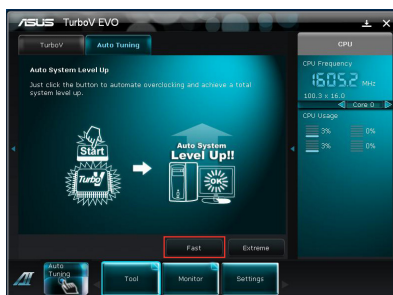 ASUS TurboV EVO
TurboV
Auto Tuning
CPU
Auto System Level Up
Just click the button to automate overclocking and achieve a total
system level up.
CPU Frequency
1605.2 MHz
100.3 x 16.0
Core 0
CPU Usage
3%
0%
3%
0%
Start
Turbo
Auto System
Level Up!!
OK
Fast
Extreme
Auto
Tuning
Tool
Monitor
Settings